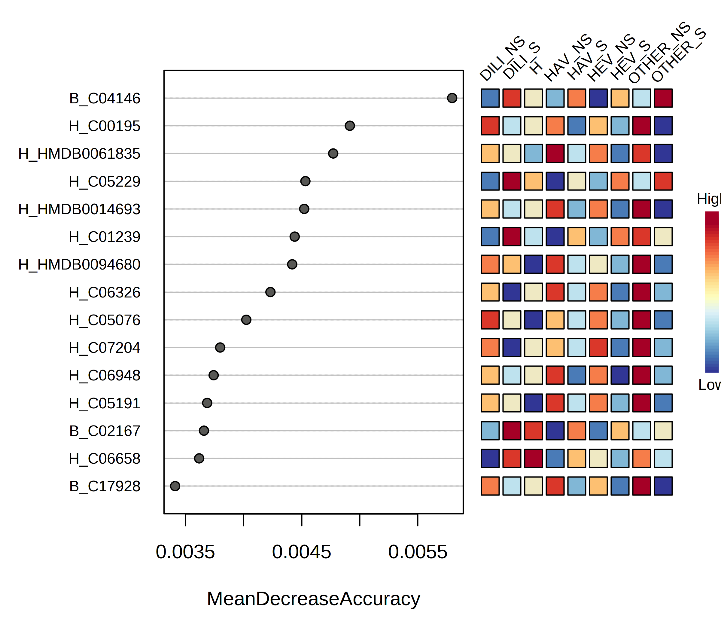 DILI_NS
DILI_S
H
HAV_NS
HAV_S
HEV_NS
HEV_S
OTHER_NS
OTHER_S
B_C04146
H_C00195
H_HMDB0061835
H_C05229
H_HMDB0014693
H_C01239
H_HMDB0094680
H_C06326
H_C05076
H_C07204
H_C06948
H_C05191
B_C02167
H_C06658
B_C17928
High
Low
0.0035
0.0045
0.0055
MeanDecreaseAccuracy